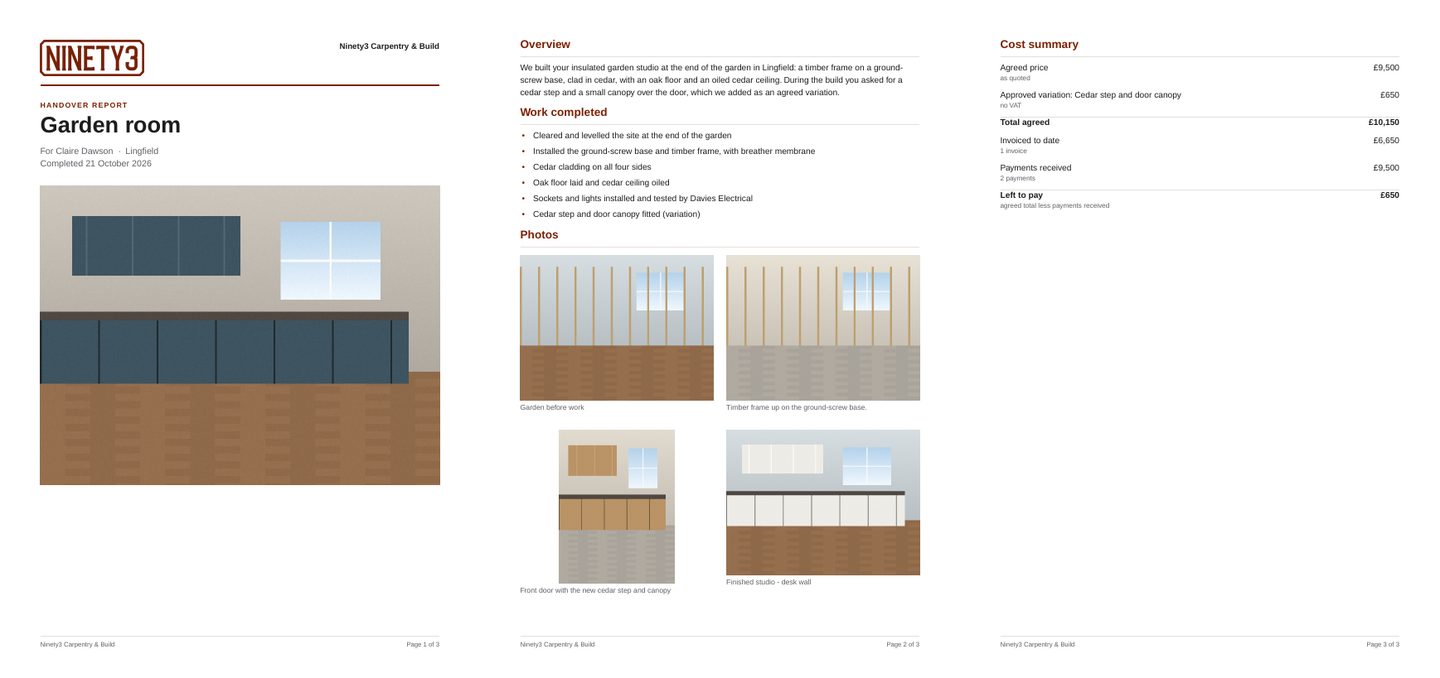 NINETY3
Ninety3 Carpentry & Build
HANDOVER REPORT
Garden room
For Claire Dawson · Lingfield
Completed 21 October 2026
Ninety3 Carpentry & Build
Page 1 of 3
Overview
We built your insulated garden studio at the end of the garden in Lingfield: a timber frame on a ground-
screw base, clad in cedar, with an oak floor and an oiled cedar ceiling. During the build you asked for a
cedar step and a small canopy over the door, which we added as an agreed variation.
Work completed
• Cleared and levelled the site at the end of the garden
• Installed the ground-screw base and timber frame, with breather membrane
• Cedar cladding on all four sides
• Oak floor laid and cedar ceiling oiled
• Sockets and lights installed and tested by Davies Electrical
• Cedar step and door canopy fitted (variation)
Photos
Garden before work
Timber frame up on the ground-screw base.
Front door with the new cedar step and canopy
Finished studio - desk wall
Ninety3 Carpentry & Build
Page 2 of 3
Cost summary
Agreed price £9,500
as quoted
Approved variation: Cedar step and door canopy £650
no VAT
Total agreed £10,150
Invoiced to date £6,650
1 invoice
Payments received £9,500
2 payments
Left to pay £650
agreed total less payments received
Ninety3 Carpentry & Build
Page 3 of 3